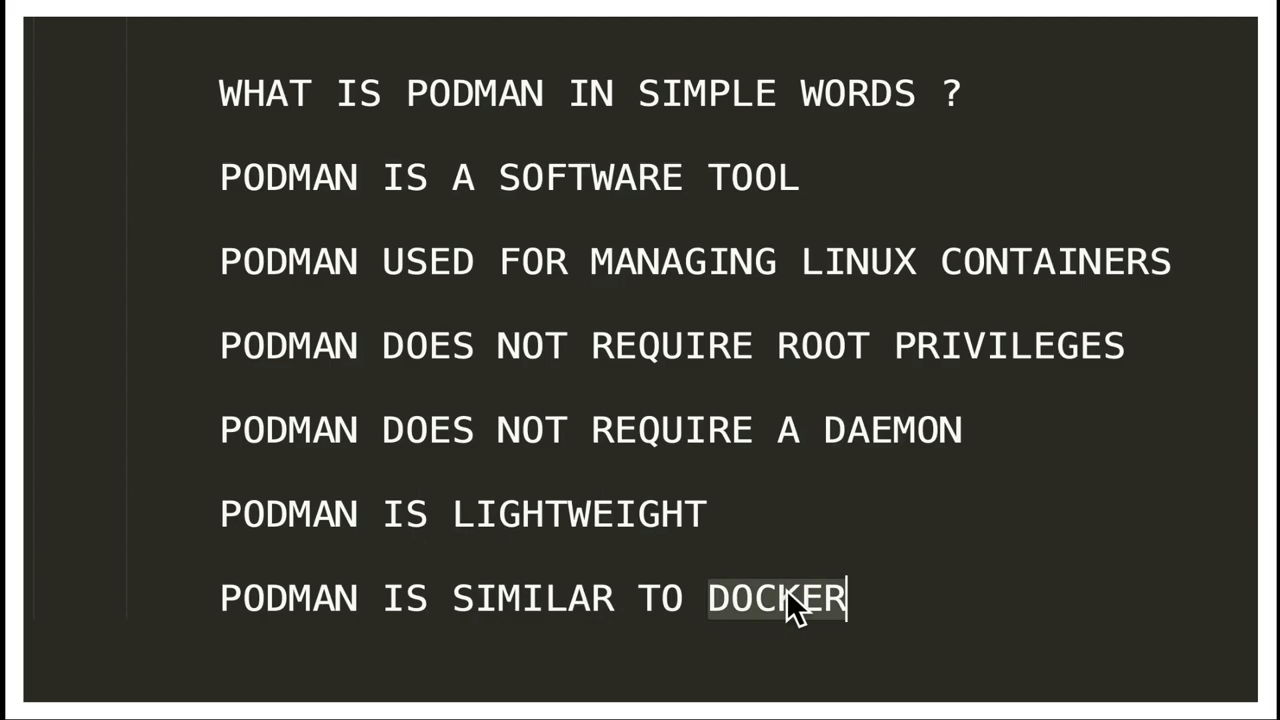 WHAT IS PODMAN IN SIMPLE WORDS ?
PODMAN IS A SOFTWARE TOOL
PODMAN USED FOR MANAGING LINUX CONTAINERS
PODMAN DOES NOT REQUIRE ROOT PRIVILEGES
PODMAN DOES NOT REQUIRE A DAEMON
PODMAN IS LIGHTWEIGHT
PODMAN IS SIMILAR TO DOCKER